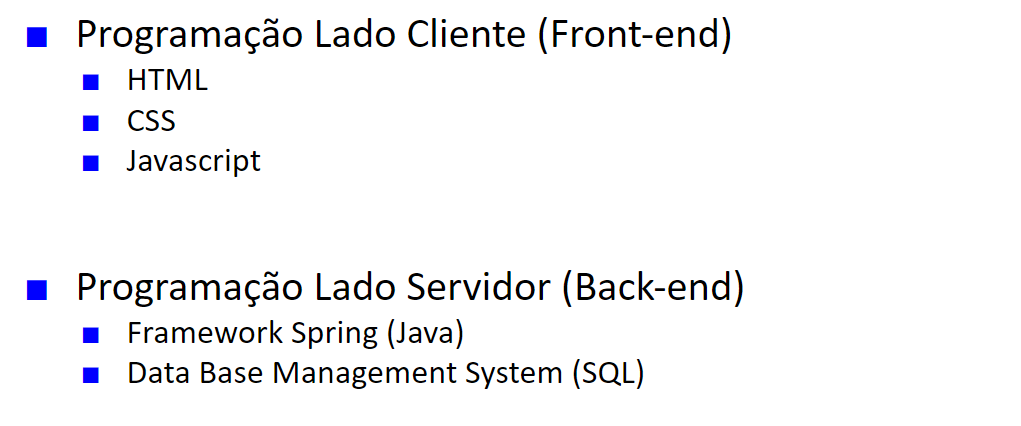 Programação Lado Cliente (Front-end)
HTML
CSS
Javascript
Programação Lado Servidor (Back-end)
Framework Spring (Java)
Data Base Management System (SQL)